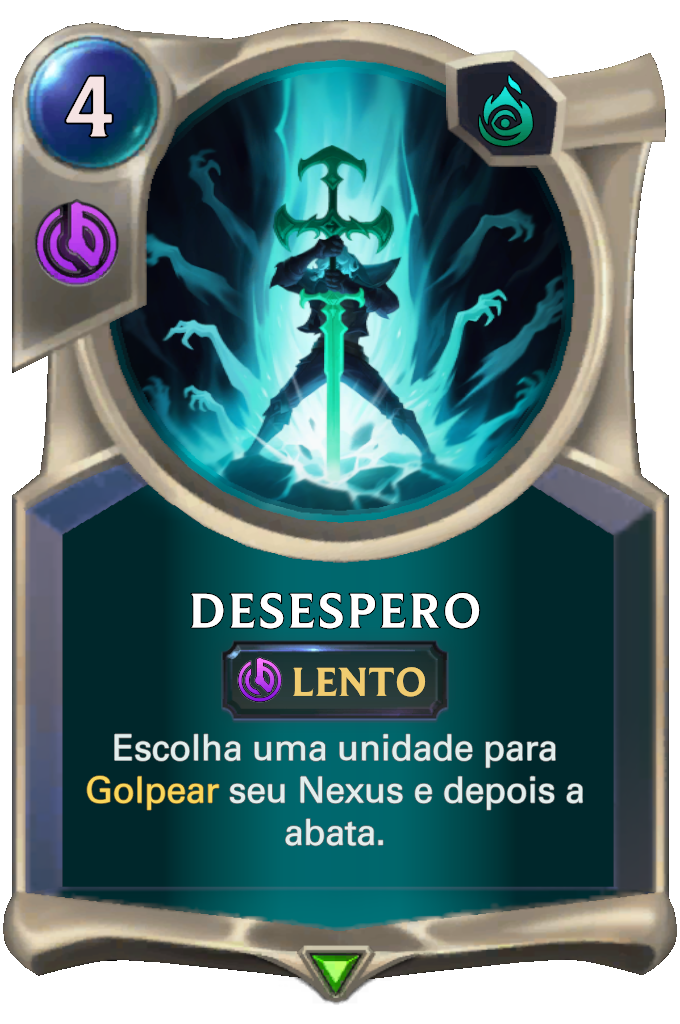 4
DESESPERO
LENTO
Escolha uma unidade para
Golpear seu Nexus e depois a
abata.